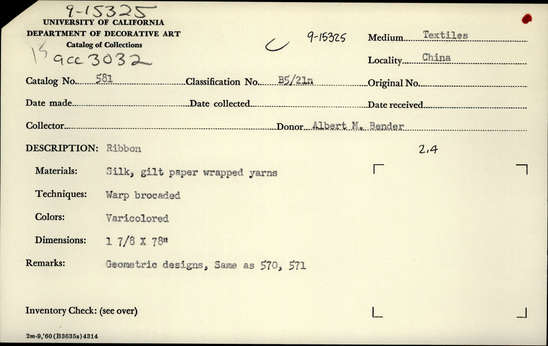 9-15325
UNIVERSITY OF CALIFORNIA
DEPARTMENT OF DECORATIVE ART
Catalog of Collections
acc 3032
9-15325
Medium Textiles
Locality China
Catalog No. 581 Classification No. B5/21n Original No.
Date made Date collected Date received
Collector Donor Albert M. Bender
DESCRIPTION: Ribbon 2.4
Materials: Silk, gilt paper wrapped yarns
Techniques: Warp brocaded
Colors: Varicolored
Dimensions: 1 7/8 X 78"
Remarks: Geometric designs, Same as 570, 571
Inventory Check: (see over)
2m-9,'60(B3635s)4314